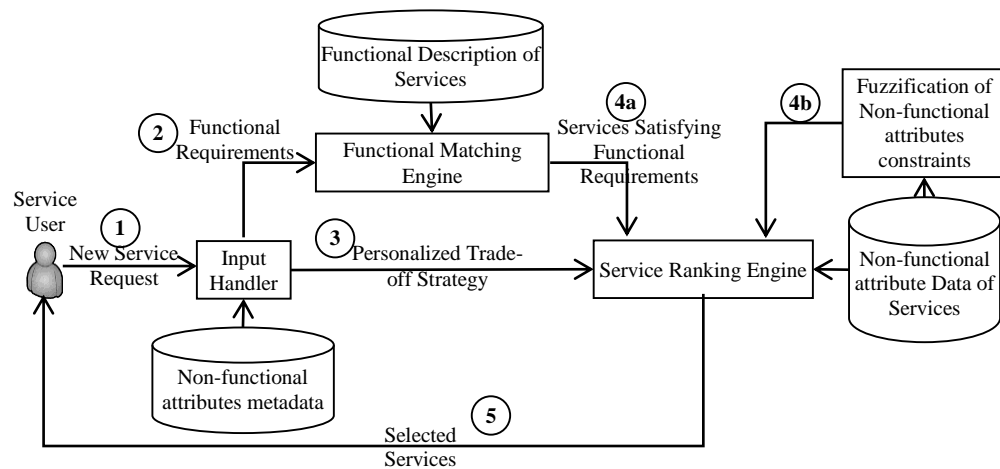 Functional Description of
Services
4a
4b
Fuzzification of
Non-functional
attributes
constraints
2
Functional
Requirements
Functional Matching
Engine
Services Satisfying
Functional
Requirements
Service
User
1
New Service
Request
Input
Handler
3
Personalized Trade-
off Strategy
Service Ranking Engine
Non-functional
attribute Data of
Services
Non-functional
attributes metadata
5
Selected
Services